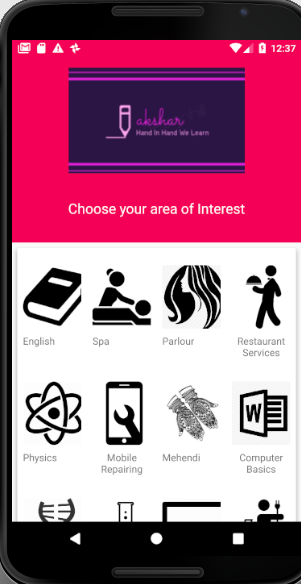 12:37
akshar
Hand In Hand We Learn
Choose your area of Interest
English
Spa
Parlour
Restaurant
Services
Physics
Mobile
Repairing
Mehendi
W
Computer
Basics